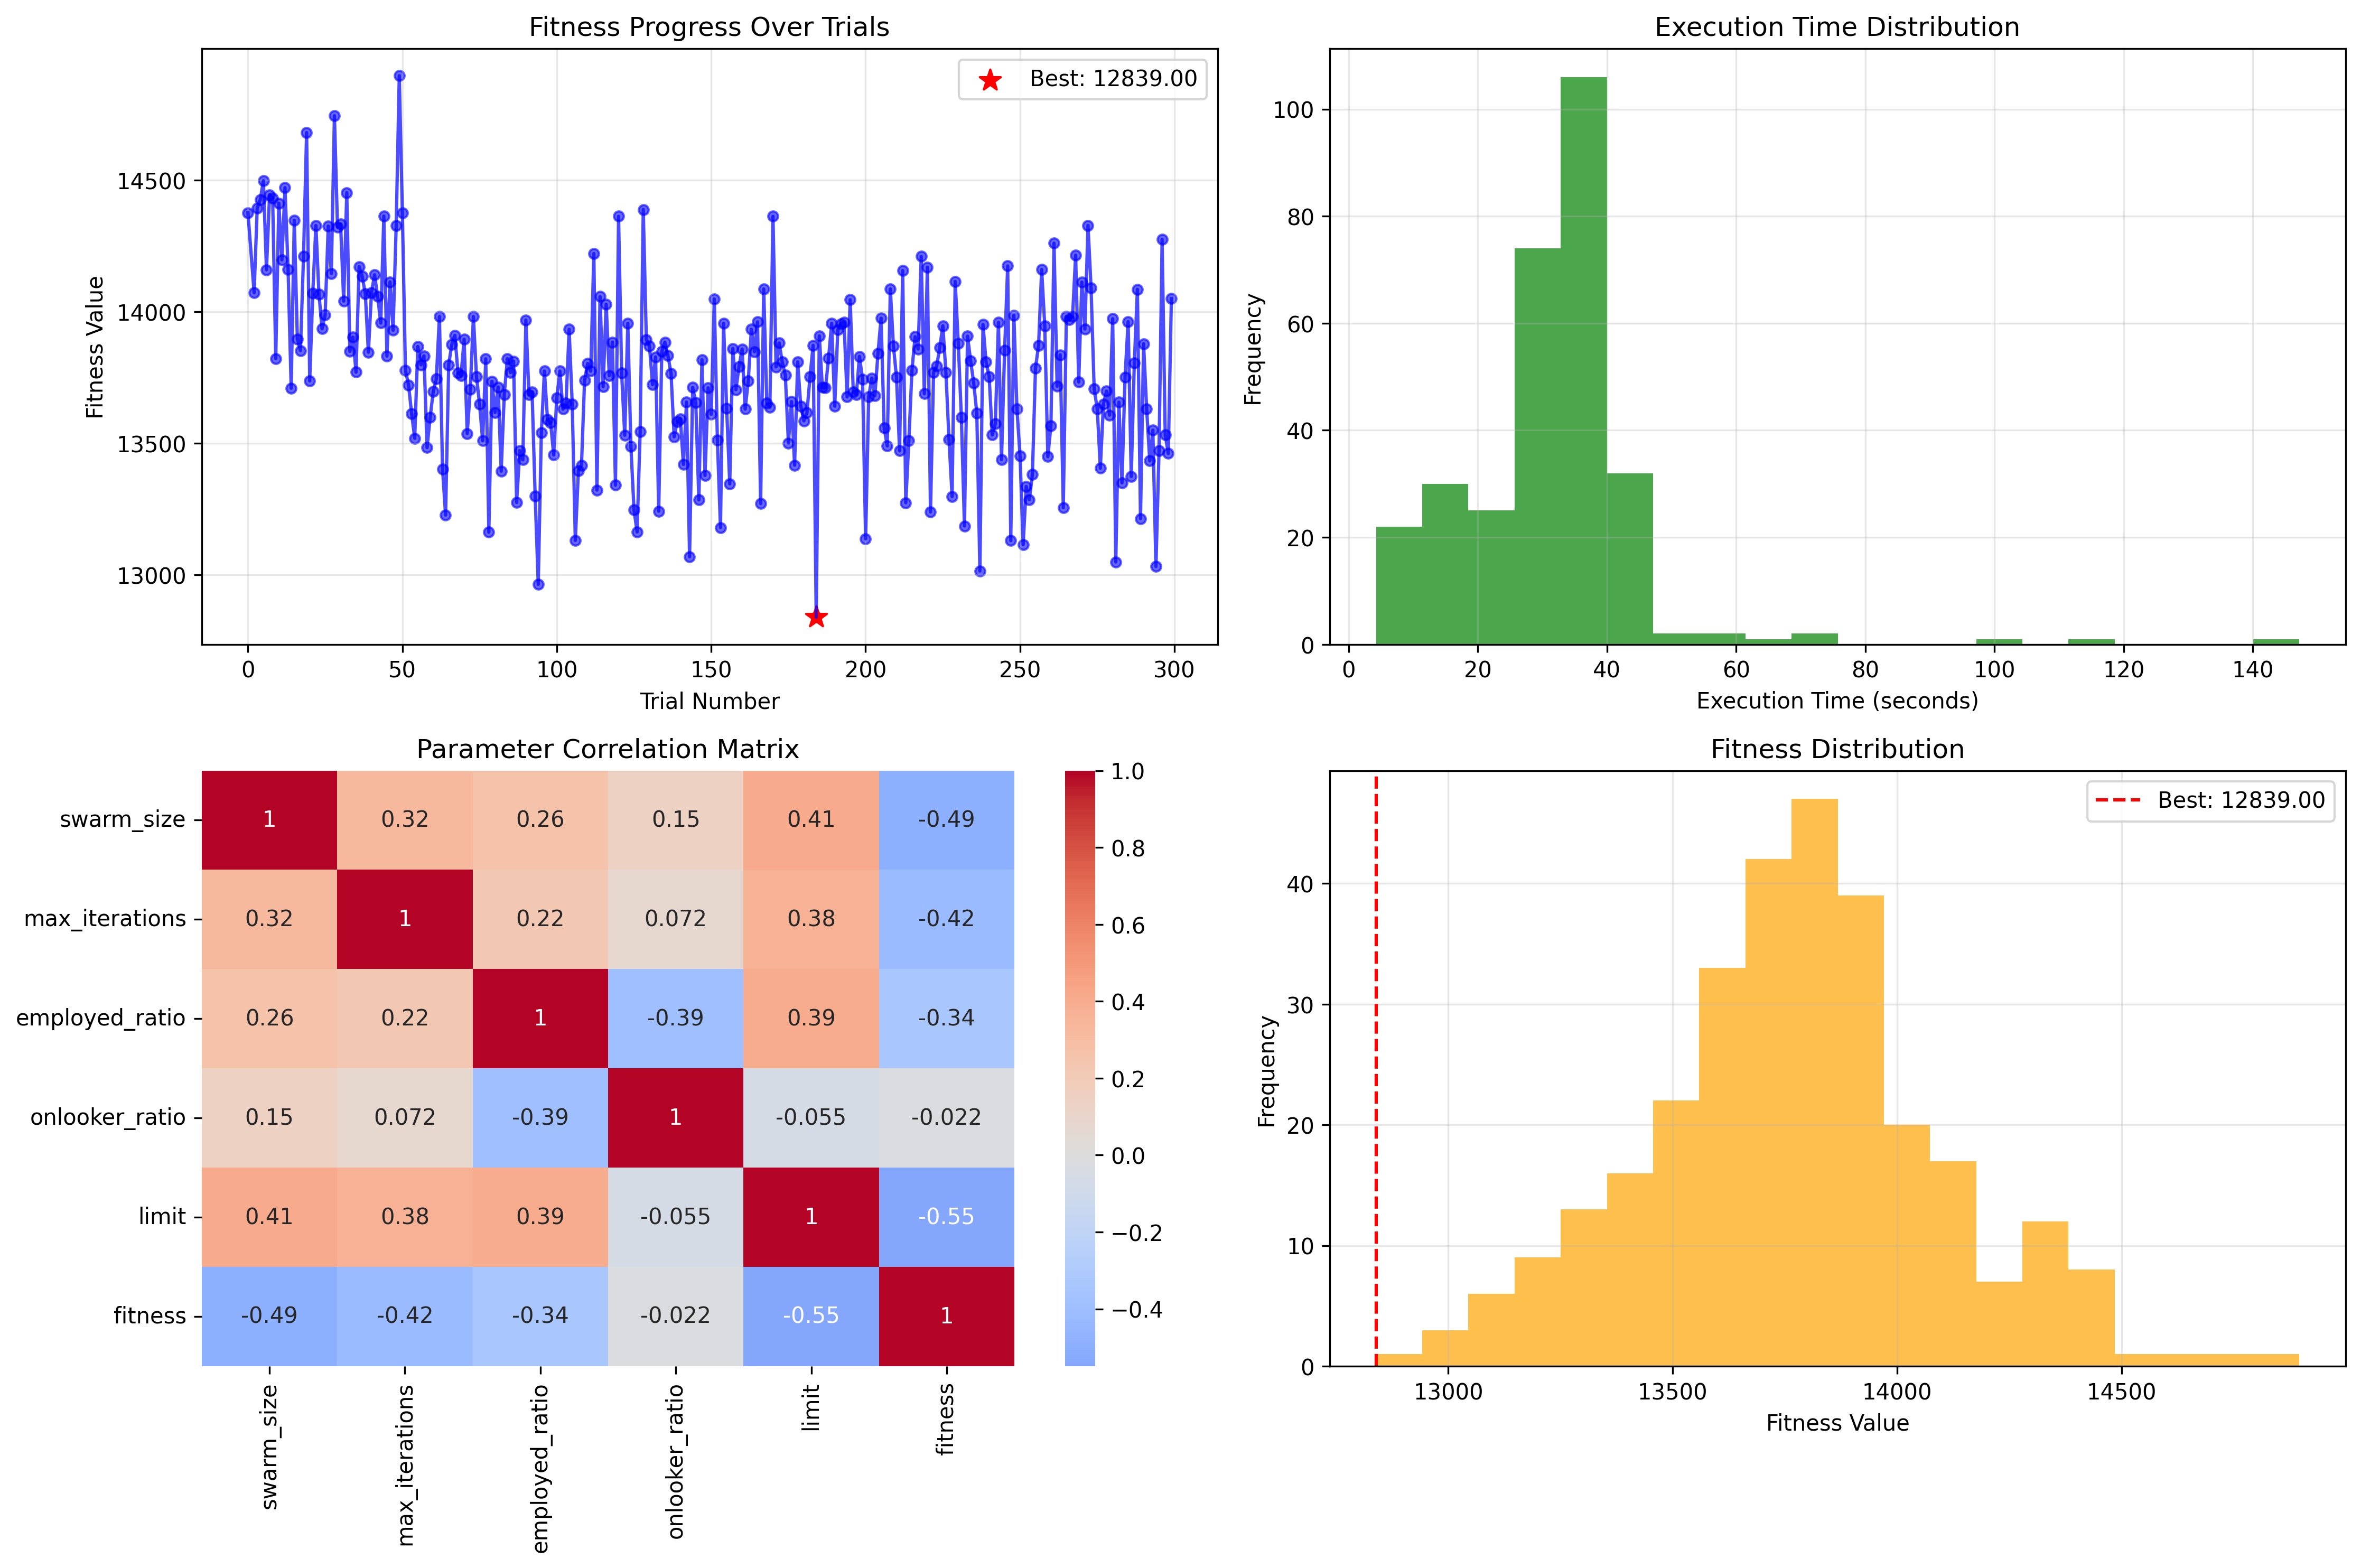 Fitness Progress Over Trials
Best: 12839.00
14500
14000
13500
13000
Fitness Value
0 50 100 150 200 250 300
Trial Number
Execution Time Distribution
100
80
60
40
20
0
Frequency
0 20 40 60 80 100 120 140
Execution Time (seconds)
Parameter Correlation Matrix
swarm_size 1 0.32 0.26 0.15 0.41 -0.49
max_iterations 0.32 1 0.22 0.072 0.38 -0.42
employed_ratio 0.26 0.22 1 -0.39 0.39 -0.34
onlooker_ratio 0.15 0.072 -0.39 1 -0.055 -0.022
limit 0.41 0.38 0.39 -0.055 1 -0.55
fitness -0.49 -0.42 -0.34 -0.022 -0.55 1
swarm_size
max_iterations
employed_ratio
onlooker_ratio
limit
fitness
1.0
0.8
0.6
0.4
0.2
0.0
−0.2
−0.4
Fitness Distribution
Best: 12839.00
40
30
20
10
0
Frequency
13000 13500 14000 14500
Fitness Value